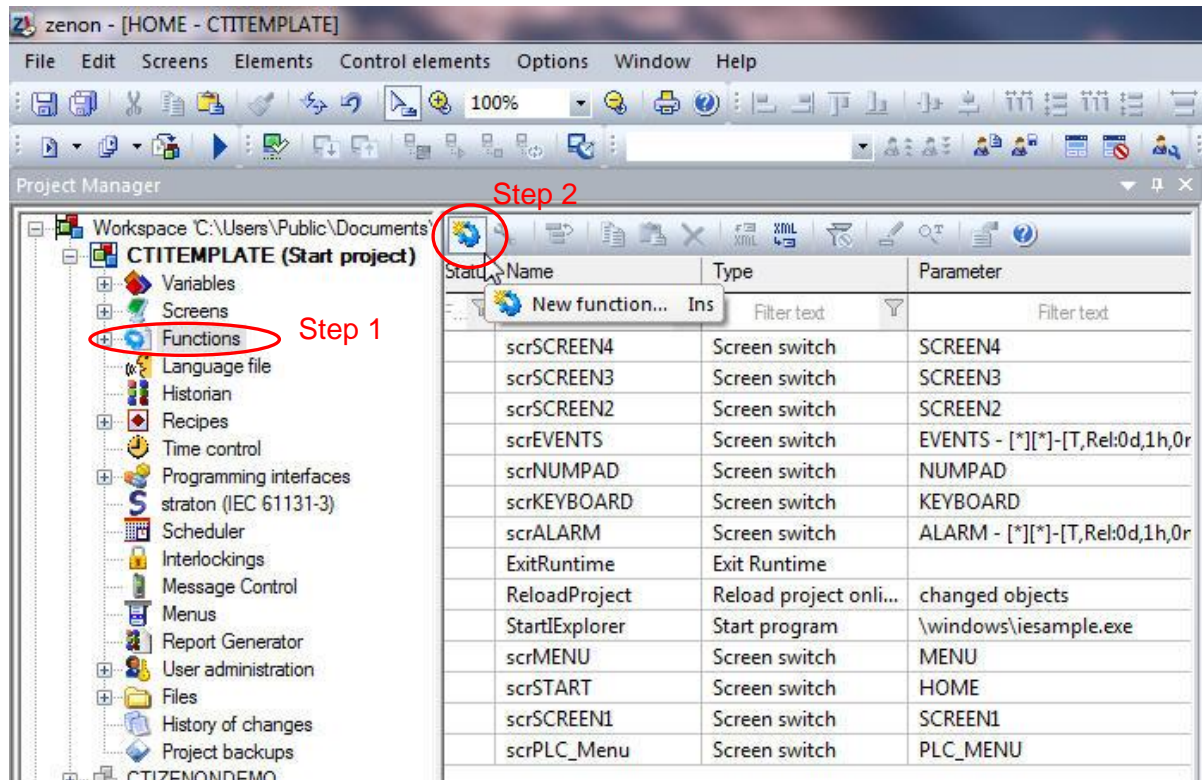 zenon - [HOME - CTITEMPLATE]
File Edit Screens Elements Control elements Options Window Help
100%
Project Manager
Step 2
Workspace 'C:\Users\Public\Documents\
CTITEMPLATE (Start project)
Variables
Screens
Functions
Step 1
Language file
Historian
Recipes
Time control
Programming interfaces
straton (IEC 61131-3)
Scheduler
Interlockings
Message Control
Menus
Report Generator
User administration
Files
History of changes
Project backups
CTIZENONDEMO
XML XML
Statu Name Type Parameter
New function... Ins
F... Filter text Filter text
scrSCREEN4 Screen switch SCREEN4
scrSCREEN3 Screen switch SCREEN3
scrSCREEN2 Screen switch SCREEN2
scrEVENTS Screen switch EVENTS - [*][*]-[T,Rel:0d,1h,0r
scrNUMPAD Screen switch NUMPAD
scrKEYBOARD Screen switch KEYBOARD
scrALARM Screen switch ALARM - [*][*]-[T,Rel:0d,1h,0r
ExitRuntime Exit Runtime
ReloadProject Reload project onli... changed objects
StartIExplorer Start program \windows\iesample.exe
scrMENU Screen switch MENU
scrSTART Screen switch HOME
scrSCREEN1 Screen switch SCREEN1
scrPLC_Menu Screen switch PLC_MENU